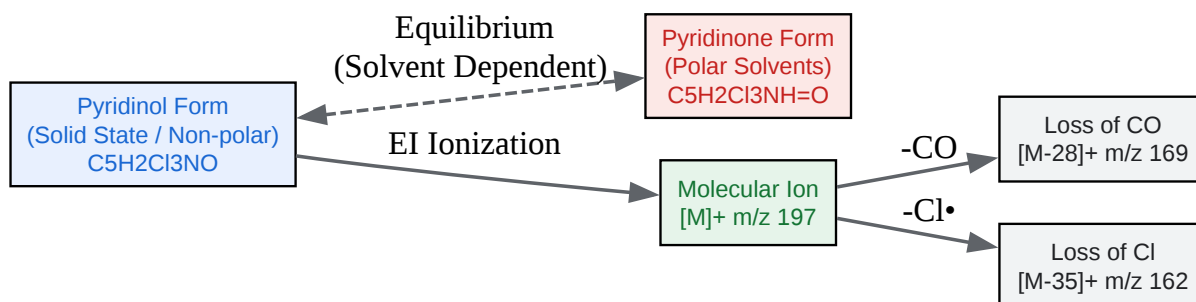 Equilibrium
(Solvent Dependent)
Pyridinone Form
(Polar Solvents)
C5H2Cl3NH=O
Pyridinol Form
(Solid State / Non-polar)
C5H2Cl3NO
EI Ionization
Molecular Ion
[M]+ m/z 197
-CO
Loss of CO
[M-28]+ m/z 169
-Cl•
Loss of Cl
[M-35]+ m/z 162